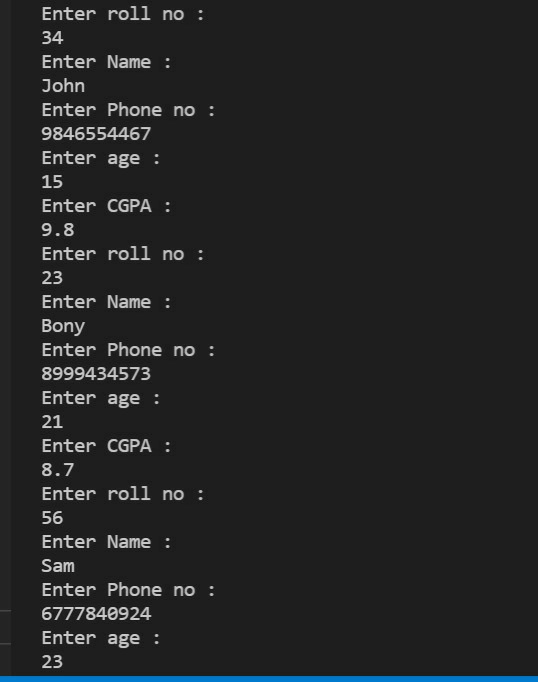 Enter roll no :
34
Enter Name :
John
Enter Phone no :
9846554467
Enter age :
15
Enter CGPA :
9.8
Enter roll no :
23
Enter Name :
Bony
Enter Phone no :
8999434573
Enter age :
21
Enter CGPA :
8.7
Enter roll no :
56
Enter Name :
Sam
Enter Phone no :
6777840924
Enter age :
23